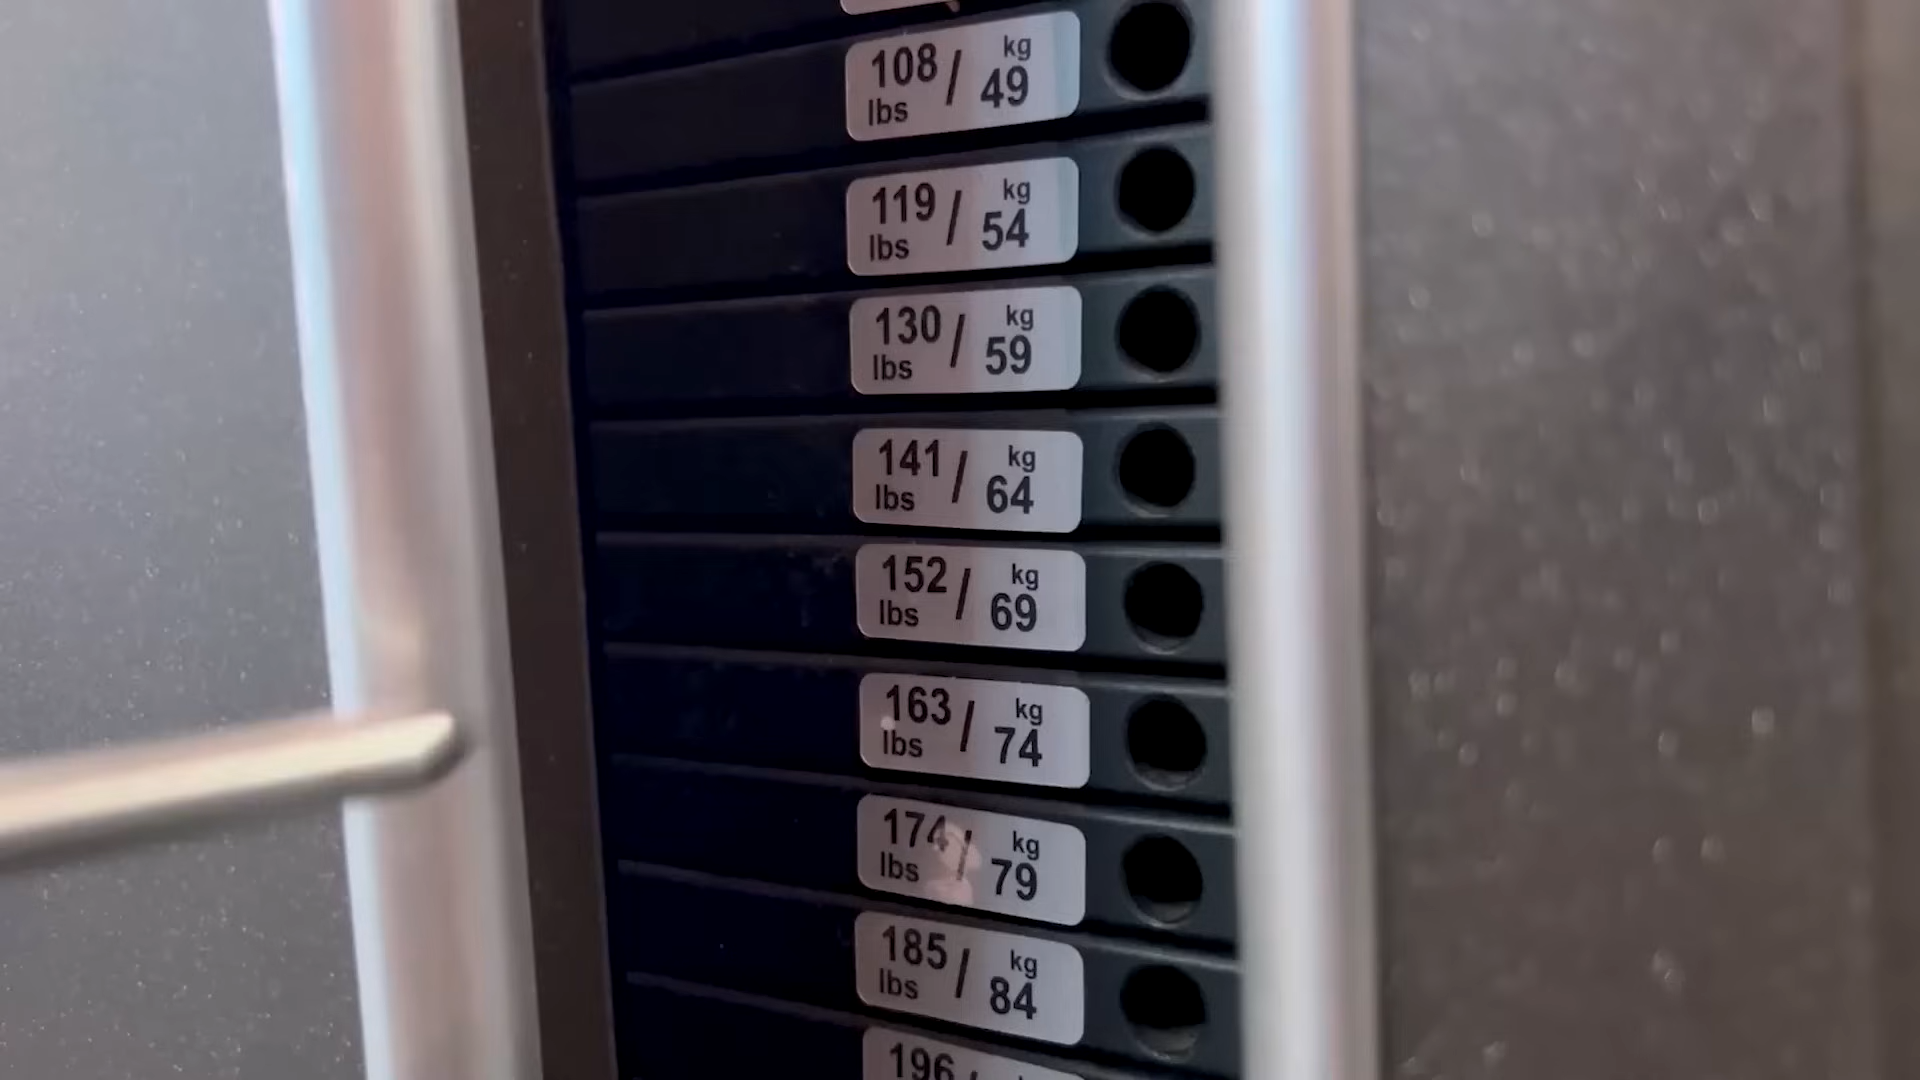 108 lbs / kg 49
119 lbs / kg 54
130 lbs / kg 59
141 lbs / kg 64
152 lbs / kg 69
163 lbs / kg 74
174 lbs / kg 79
185 lbs / kg 84
196